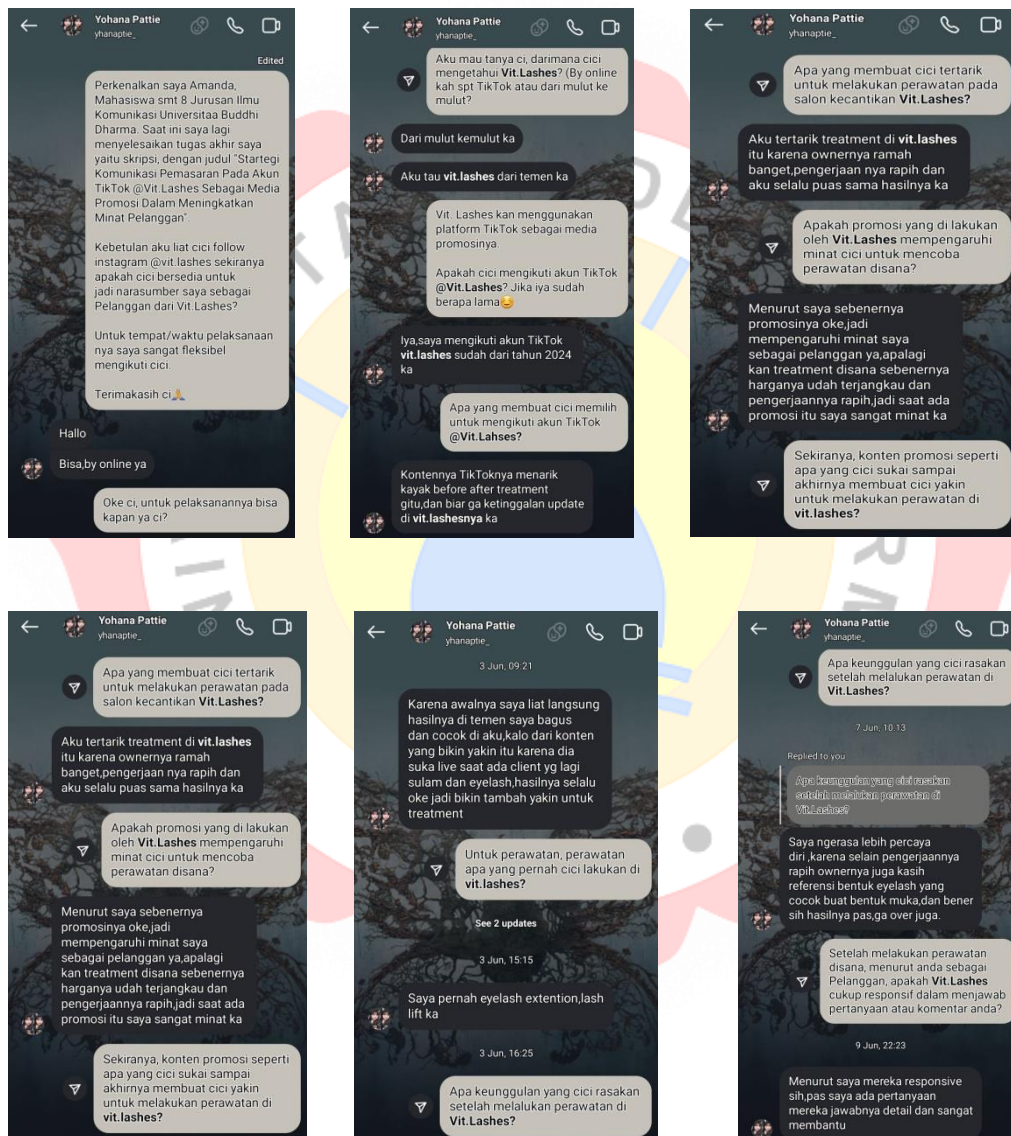 Yohana Pattie
yhanaptie_
Edited
Perkenalkan saya Amanda,
Mahasiswa smt 8 Jurusan Ilmu
Komunikasi Universitaa Buddhi
Dharma. Saat ini saya lagi
menyelesaikan tugas akhir saya
yaitu skripsi, dengan judul "Startegi
Komunikasi Pemasaran Pada Akun
TikTok @Vit.Lashes Sebagai Media
Promosi Dalam Meningkatkan
Minat Pelanggan".
Kebetulan aku liat cici follow
instagram @vit.lashes sekiranya
apakah cici bersedia untuk
jadi narasumber saya sebagai
Pelanggan dari Vit.Lashes?
Untuk tempat/waktu pelaksanaan
nya saya sangat fleksibel
mengikuti cici.
Terimakasih ci🙏
Hallo
Bisa,by online ya
Oke ci, untuk pelaksanannya bisa
kapan ya ci?
Yohana Pattie
yhanaptie_
Aku mau tanya ci, darimana cici
mengetahui Vit.Lashes? (By online
kah spt TikTok atau dari mulut ke
mulut?
Dari mulut kemulut ka
Aku tau vit.lashes dari temen ka
Vit. Lashes kan menggunakan
platform TikTok sebagai media
promosinya.
Apakah cici mengikuti akun TikTok
@Vit.Lashes? Jika iya sudah
berapa lama😊
Iya,saya mengikuti akun TikTok
vit.lashes sudah dari tahun 2024
ka
Apa yang membuat cici memilih
untuk mengikuti akun TikTok
@Vit.Lahses?
Kontennya TikToknya menarik
kayak before after treatment
gitu,dan biar ga ketinggalan update
di vit.lashesnya ka
Yohana Pattie
yhanaptie_
Apa yang membuat cici tertarik
untuk melakukan perawatan pada
salon kecantikan Vit.Lashes?
Aku tertarik treatment di vit.lashes
itu karena ownernya ramah
banget,pengerjaan nya rapih dan
aku selalu puas sama hasilnya ka
Apakah promosi yang di lakukan
oleh Vit.Lashes mempengaruhi
minat cici untuk mencoba
perawatan disana?
Menurut saya sebenernya
promosinya oke,jadi
mempengaruhi minat saya
sebagai pelanggan ya,apalagi
kan treatment disana sebenernya
harganya udah terjangkau dan
pengerjaannya rapih,jadi saat ada
promosi itu saya sangat minat ka
Sekiranya, konten promosi seperti
apa yang cici sukai sampai
akhirnya membuat cici yakin
untuk melakukan perawatan di
vit.lashes?
Yohana Pattie
yhanaptie_
Apa yang membuat cici tertarik
untuk melakukan perawatan pada
salon kecantikan Vit.Lashes?
Aku tertarik treatment di vit.lashes
itu karena ownernya ramah
banget,pengerjaan nya rapih dan
aku selalu puas sama hasilnya ka
Apakah promosi yang di lakukan
oleh Vit.Lashes mempengaruhi
minat cici untuk mencoba
perawatan disana?
Menurut saya sebenernya
promosinya oke,jadi
mempengaruhi minat saya
sebagai pelanggan ya,apalagi
kan treatment disana sebenernya
harganya udah terjangkau dan
pengerjaannya rapih,jadi saat ada
promosi itu saya sangat minat ka
Sekiranya, konten promosi seperti
apa yang cici sukai sampai
akhirnya membuat cici yakin
untuk melakukan perawatan di
vit.lashes?
Yohana Pattie
yhanaptie_
3 Jun, 09:21
Karena awalnya saya liat langsung
hasilnya di temen saya bagus
dan cocok di aku,kalo dari konten
yang bikin yakin itu karena dia
suka live saat ada client yg lagi
sulam dan eyelash,hasilnya selalu
oke jadi bikin tambah yakin untuk
treatment
Untuk perawatan, perawatan
apa yang pernah cici lakukan di
vit.lashes?
See 2 updates
3 Jun, 15:15
Saya pernah eyelash extention,lash
lift ka
3 Jun, 16:25
Apa keunggulan yang cici rasakan
setelah melalukan perawatan di
Vit.Lashes?
Yohana Pattie
yhanaptie_
Apa keunggulan yang cici rasakan
setelah melalukan perawatan di
Vit.Lashes?
7 Jun, 10.13
Replied to you
Apa keunggulan yang cici rasakan
setelah melalukan perawatan di
Vit.Lashes?
Saya ngerasa lebih percaya
diri ,karena selain pengerjaannya
rapih ownernya juga kasih
referensi bentuk eyelash yang
cocok buat bentuk muka,dan bener
sih hasilnya pas,ga over juga.
Setelah melakukan perawatan
disana, menurut anda sebagai
Pelanggan, apakah Vit.Lashes
cukup responsif dalam menjawab
pertanyaan atau komentar anda?
9 Jun, 22:23
Menurut saya mereka responsive
sih,pas saya ada pertanyaan
mereka jawabnya detail dan sangat
membantu